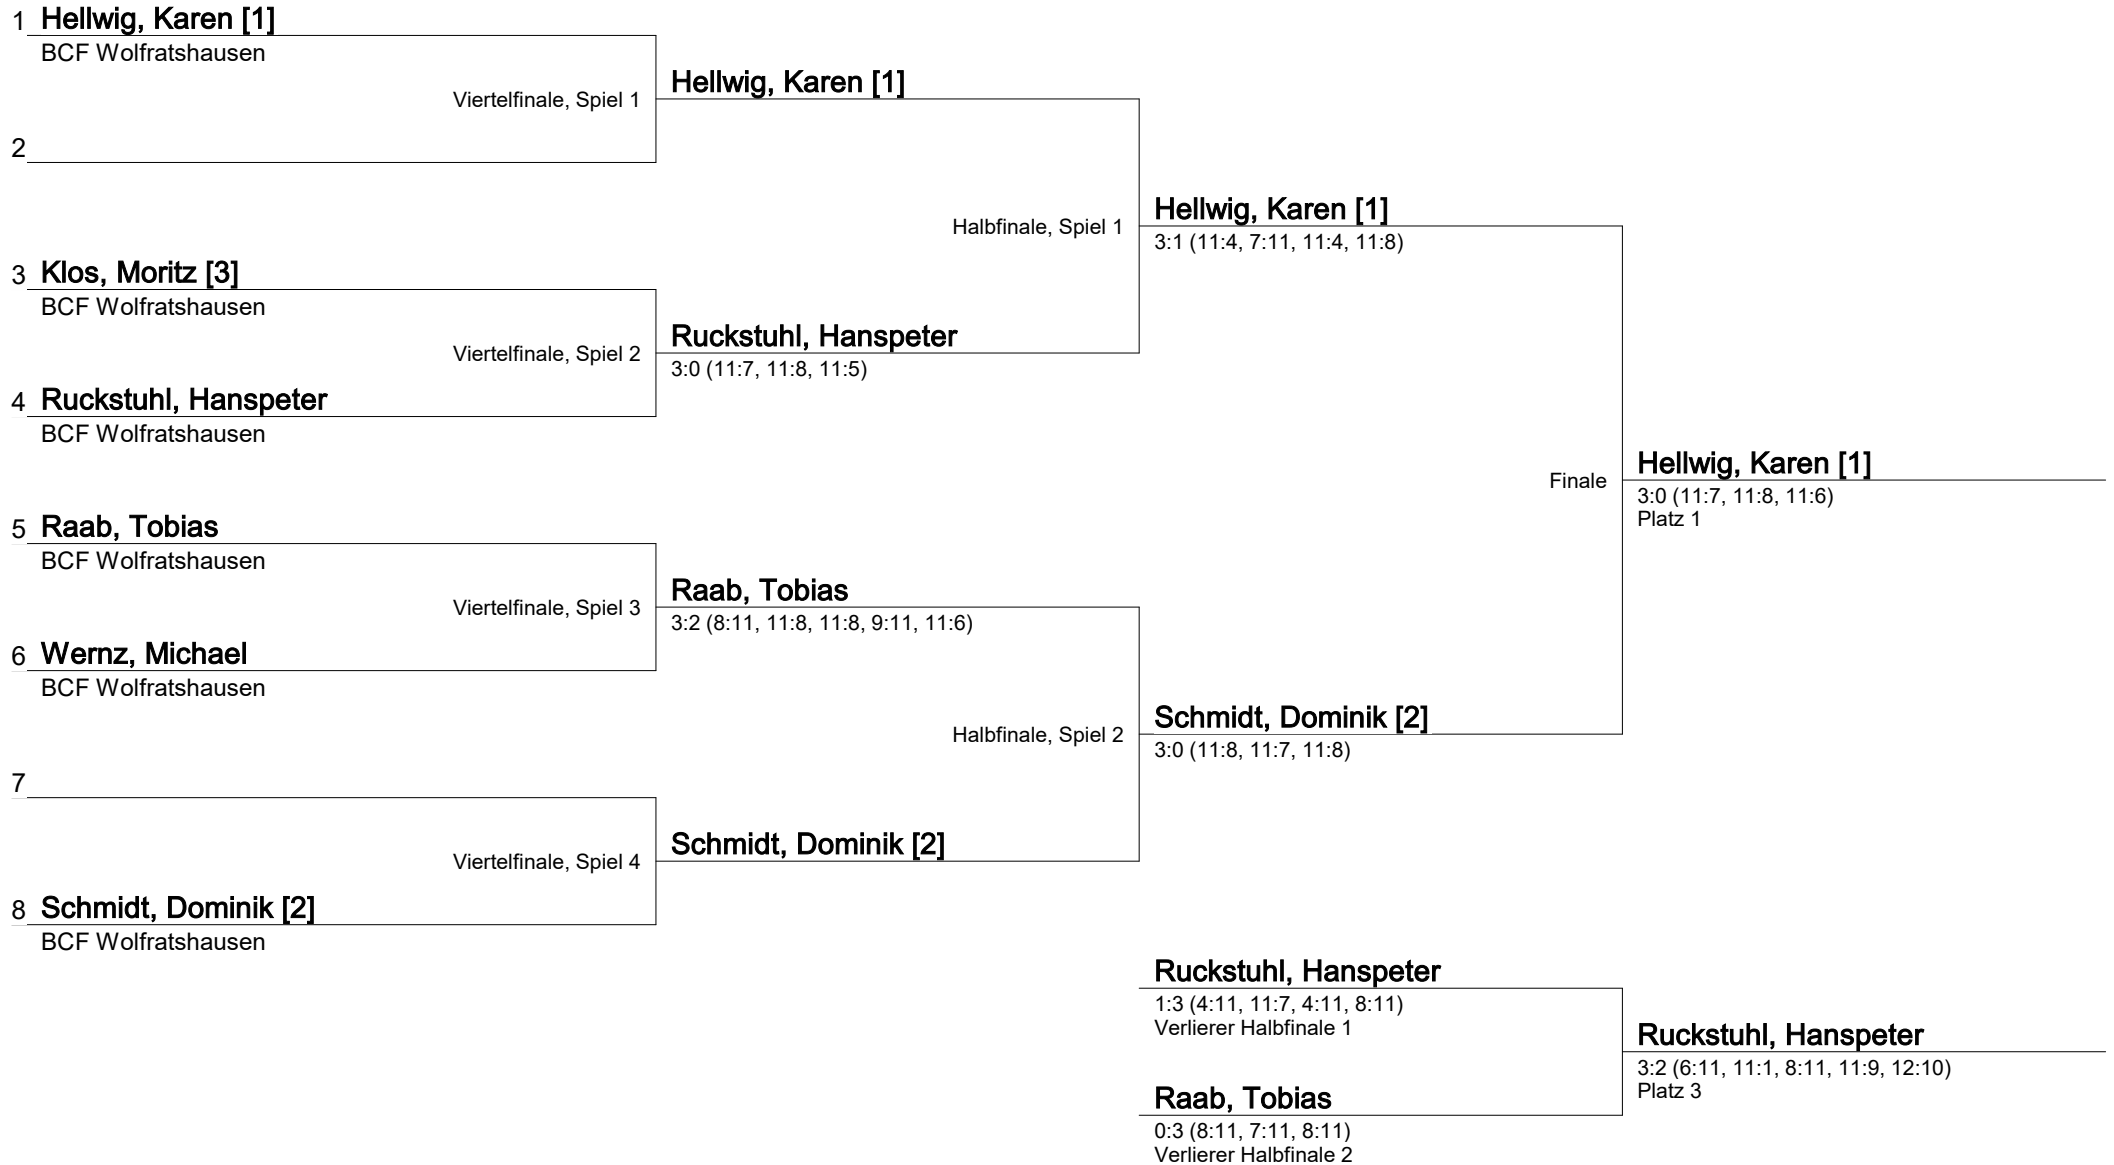 1 Hellwig, Karen [1]
BCF Wolfratshausen
Viertelfinale, Spiel 1
Hellwig, Karen [1]
2
Halbfinale, Spiel 1
Hellwig, Karen [1]
3:1 (11:4, 7:11, 11:4, 11:8)
3 Klos, Moritz [3]
BCF Wolfratshausen
Viertelfinale, Spiel 2
Ruckstuhl, Hanspeter
3:0 (11:7, 11:8, 11:5)
4 Ruckstuhl, Hanspeter
BCF Wolfratshausen
Finale
Hellwig, Karen [1]
3:0 (11:7, 11:8, 11:6)
Platz 1
5 Raab, Tobias
BCF Wolfratshausen
Viertelfinale, Spiel 3
Raab, Tobias
3:2 (8:11, 11:8, 11:8, 9:11, 11:6)
6 Wernz, Michael
BCF Wolfratshausen
Halbfinale, Spiel 2
Schmidt, Dominik [2]
3:0 (11:8, 11:7, 11:8)
7
Viertelfinale, Spiel 4
Schmidt, Dominik [2]
8 Schmidt, Dominik [2]
BCF Wolfratshausen
Ruckstuhl, Hanspeter
1:3 (4:11, 11:7, 4:11, 8:11)
Verlierer Halbfinale 1
Ruckstuhl, Hanspeter
3:2 (6:11, 11:1, 8:11, 11:9, 12:10)
Platz 3
Raab, Tobias
0:3 (8:11, 7:11, 8:11)
Verlierer Halbfinale 2